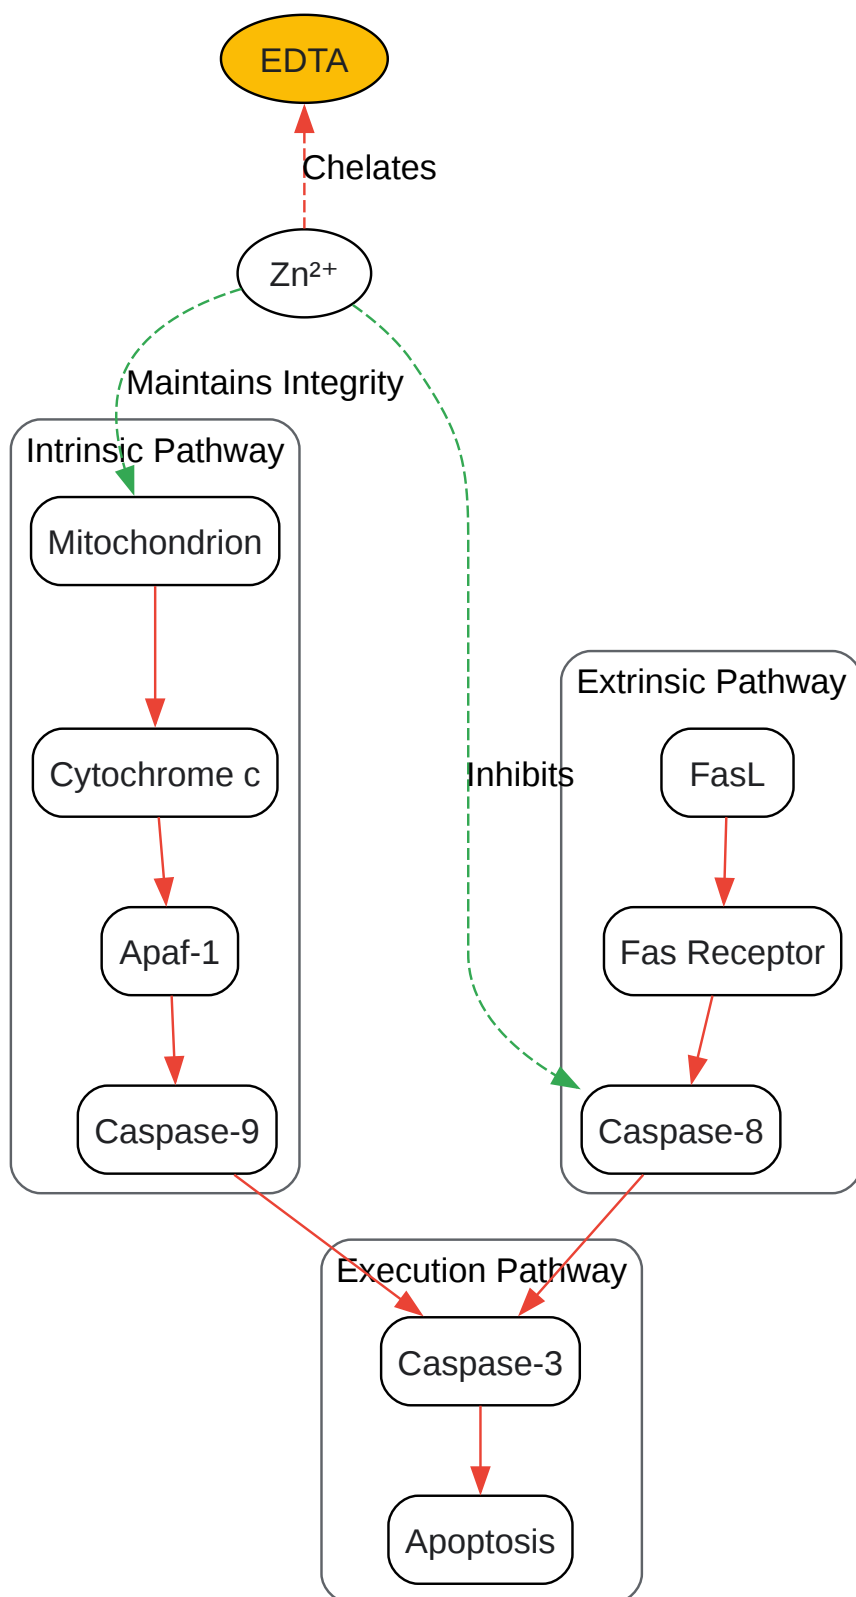 EDTA
Chelates
Zn²⁺
Maintains Integrity
Intrinsic Pathway
Mitochondrion
Cytochrome c
Apaf-1
Caspase-9
Inhibits
Extrinsic Pathway
FasL
Fas Receptor
Caspase-8
Execution Pathway
Caspase-3
Apoptosis